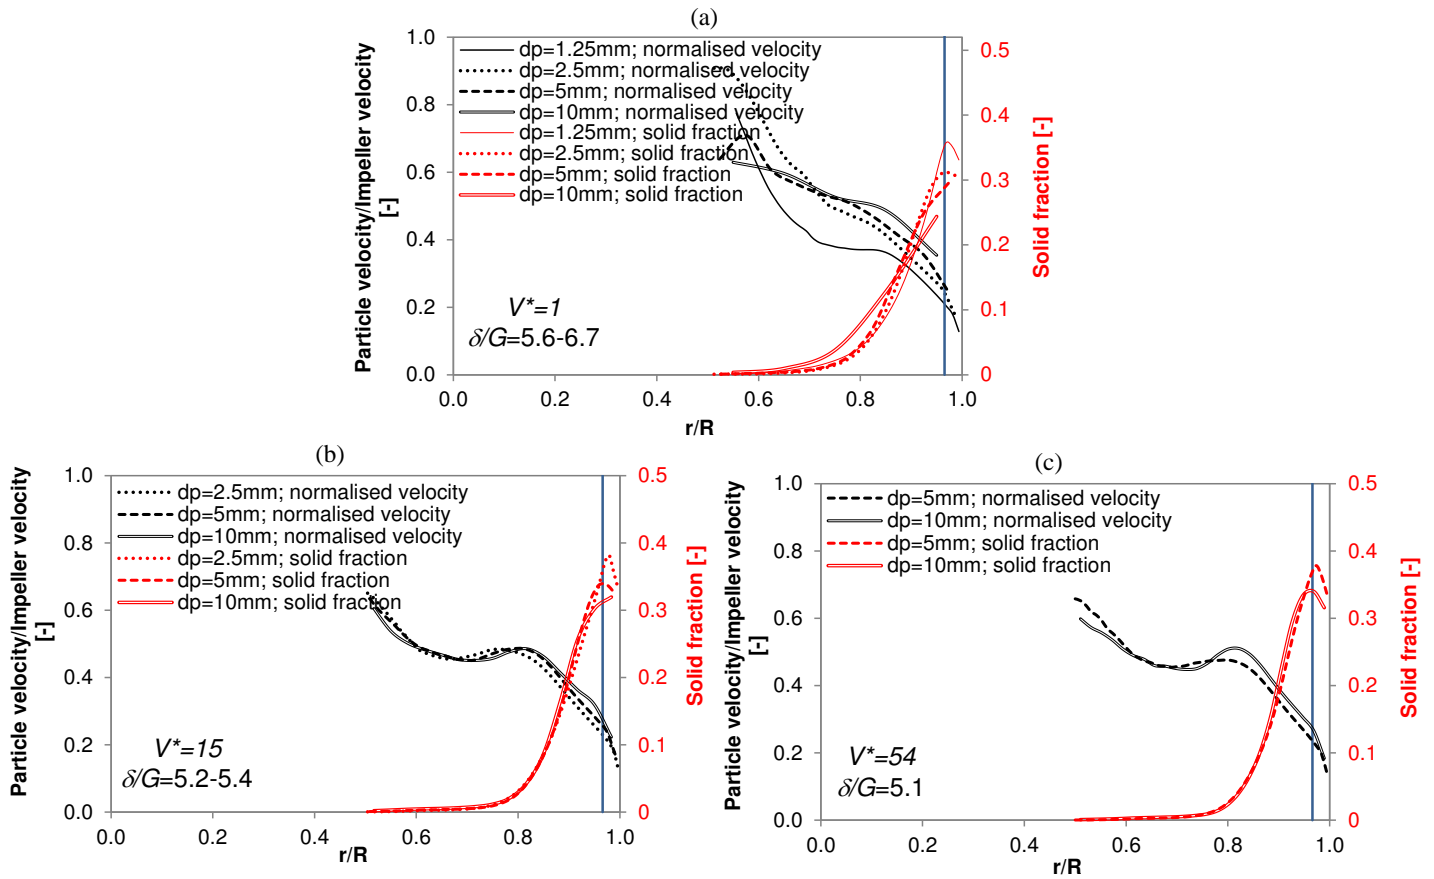 (a)
1.0
0.8
0.6
0.4
0.2
0.0
Particle velocity/Impeller velocity
[-]
dp=1.25mm; normalised velocity
dp=2.5mm; normalised velocity
dp=5mm; normalised velocity
dp=10mm; normalised velocity
dp=1.25mm; solid fraction
dp=2.5mm; solid fraction
dp=5mm; solid fraction
dp=10mm; solid fraction
V*=1
δ/G=5.6-6.7
0.5
0.4
0.3
0.2
0.1
0
Solid fraction [-]
0.0 0.2 0.4 0.6 0.8 1.0
r/R
(b)
1.0
0.8
0.6
0.4
0.2
0.0
Particle velocity/Impeller velocity
[-]
dp=2.5mm; normalised velocity
dp=5mm; normalised velocity
dp=10mm; normalised velocity
dp=2.5mm; solid fraction
dp=5mm; solid fraction
dp=10mm; solid fraction
V*=15
δ/G=5.2-5.4
0.5
0.4
0.3
0.2
0.1
0
Solid fraction [-]
0.0 0.2 0.4 0.6 0.8 1.0
r/R
(c)
1.0
0.8
0.6
0.4
0.2
0.0
Particle velocity/Impeller velocity
[-]
dp=5mm; normalised velocity
dp=10mm; normalised velocity
dp=5mm; solid fraction
dp=10mm; solid fraction
V*=54
δ/G=5.1
0.5
0.4
0.3
0.2
0.1
0
Solid fraction [-]
0.0 0.2 0.4 0.6 0.8 1.0
r/R